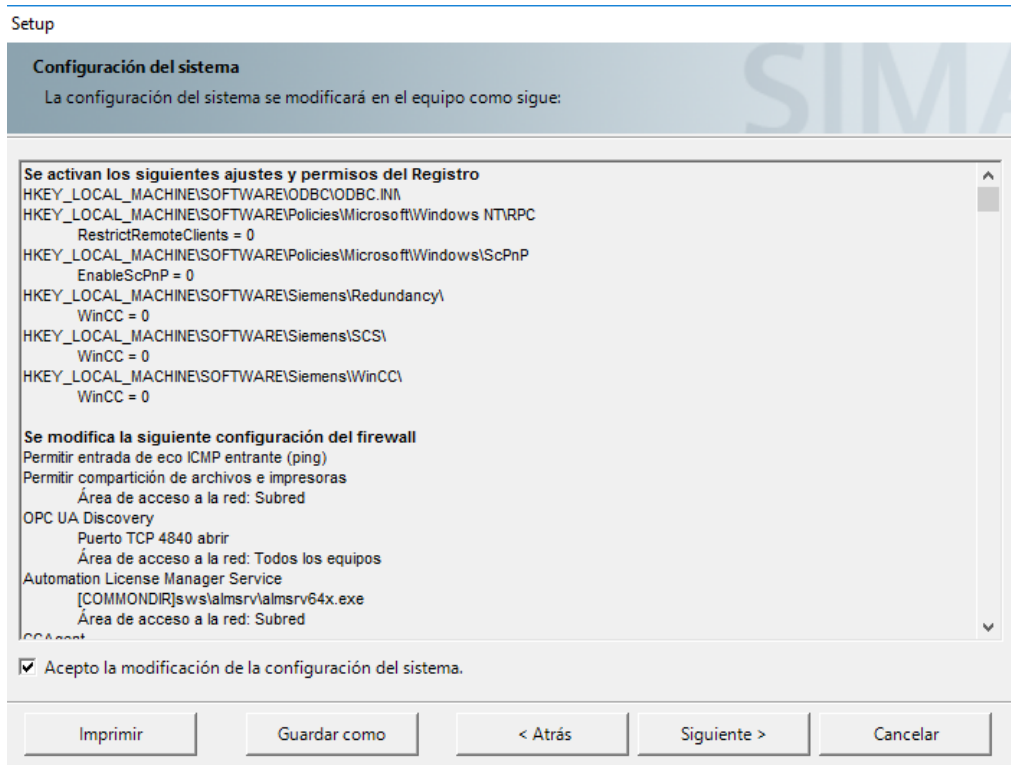 Setup
Configuración del sistema
La configuración del sistema se modificará en el equipo como sigue:
SIMA
Se activan los siguientes ajustes y permisos del Registro
HKEY_LOCAL_MACHINE\SOFTWARE\ODBC\ODBC.INI\
HKEY_LOCAL_MACHINE\SOFTWARE\Policies\Microsoft\Windows NT\RPC
RestrictRemoteClients = 0
HKEY_LOCAL_MACHINE\SOFTWARE\Policies\Microsoft\Windows\ScPnP
EnableScPnP = 0
HKEY_LOCAL_MACHINE\SOFTWARE\Siemens\Redundancy\
WinCC = 0
HKEY_LOCAL_MACHINE\SOFTWARE\Siemens\SCS\
WinCC = 0
HKEY_LOCAL_MACHINE\SOFTWARE\Siemens\WinCC\
WinCC = 0
Se modifica la siguiente configuración del firewall
Permitir entrada de eco ICMP entrante (ping)
Permitir compartición de archivos e impresoras
Área de acceso a la red: Subred
OPC UA Discovery
Puerto TCP 4840 abrir
Área de acceso a la red: Todos los equipos
Automation License Manager Service
[COMMONDIR]sws\almsrv\almsrv64x.exe
Área de acceso a la red: Subred
CCAgent
Acepto la modificación de la configuración del sistema.
Imprimir
Guardar como
< Atrás
Siguiente >
Cancelar